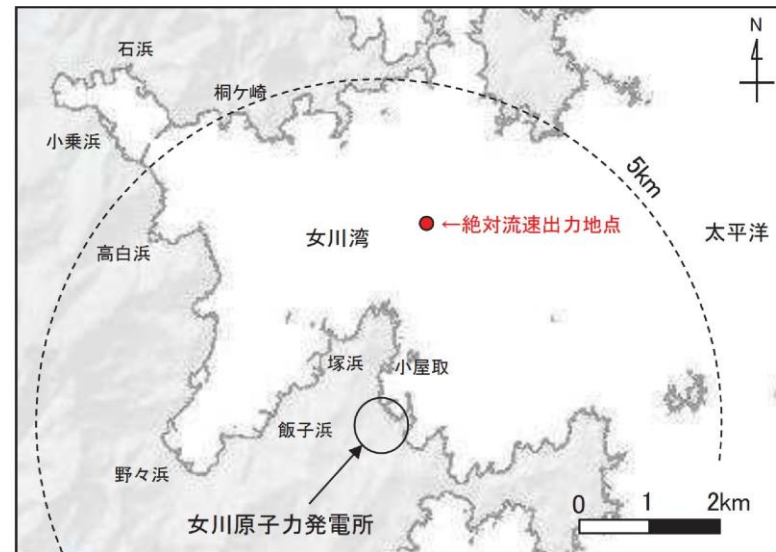 N
石浜
桐ケ崎
小乗浜
5km
←絶対流速出力地点
太平洋
女川湾
高白浜
塚浜
小屋取
飯子浜
野々浜
女川原子力発電所
0 1 2km